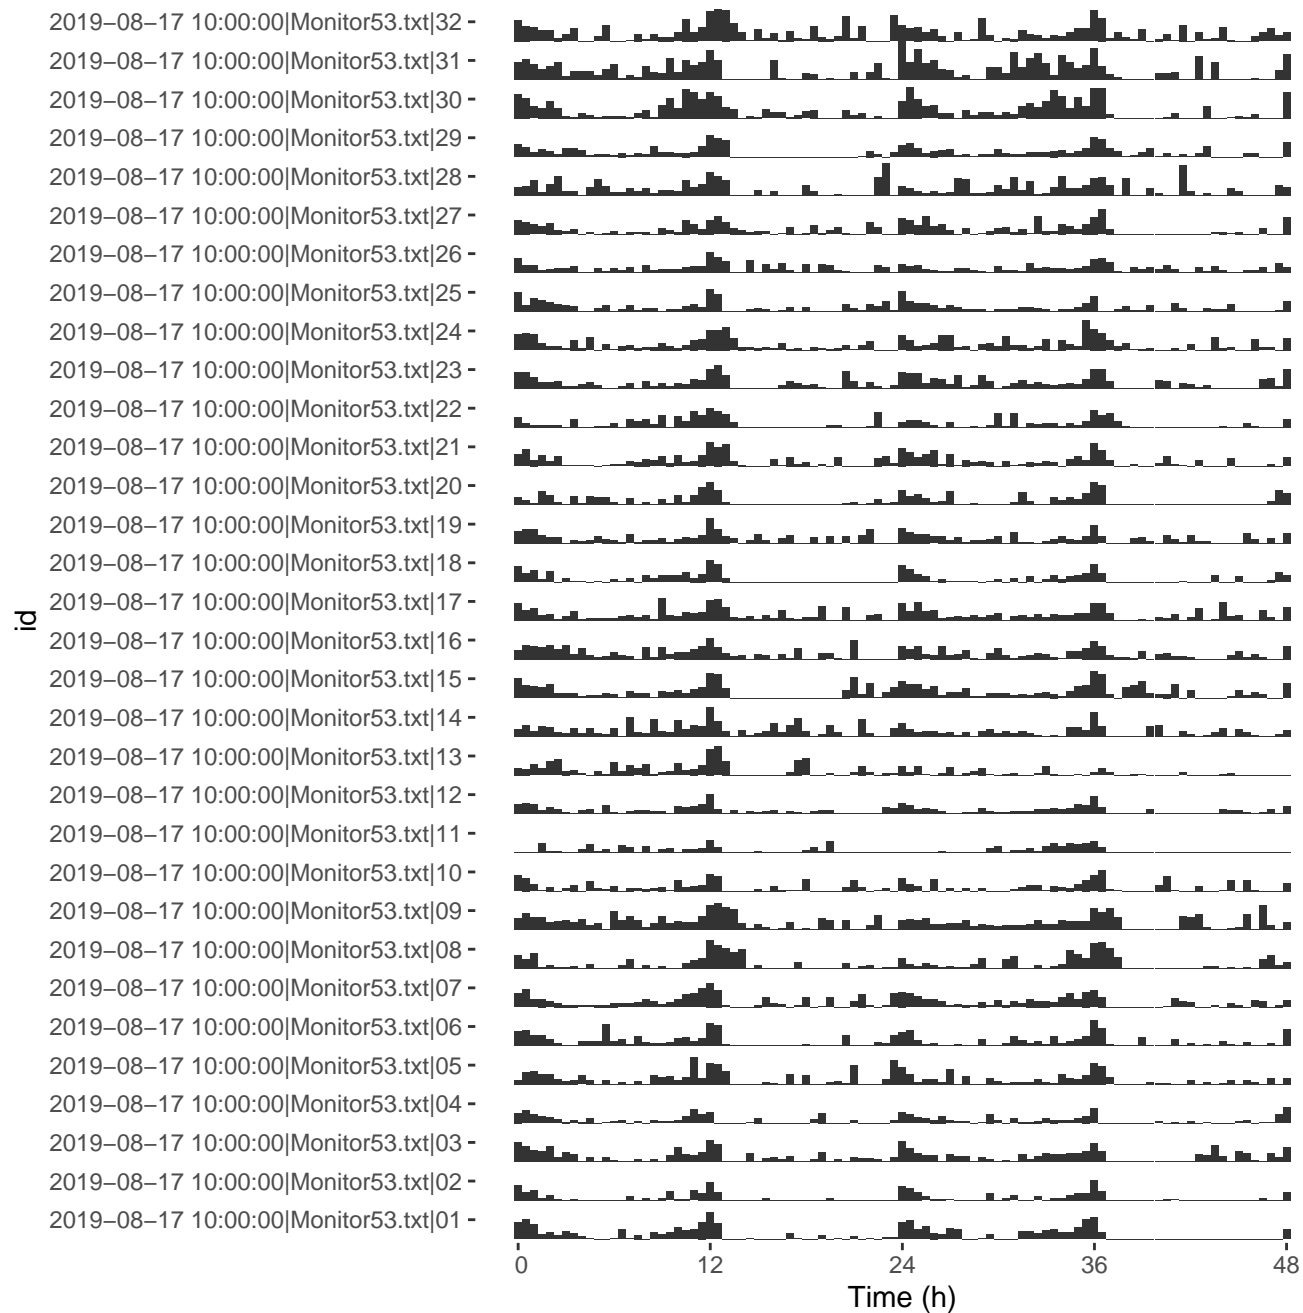 2019−08−17 10:00:00|Monitor53.txt|32
2019−08−17 10:00:00|Monitor53.txt|31
2019−08−17 10:00:00|Monitor53.txt|30
2019−08−17 10:00:00|Monitor53.txt|29
2019−08−17 10:00:00|Monitor53.txt|28
2019−08−17 10:00:00|Monitor53.txt|27
2019−08−17 10:00:00|Monitor53.txt|26
2019−08−17 10:00:00|Monitor53.txt|25
2019−08−17 10:00:00|Monitor53.txt|24
2019−08−17 10:00:00|Monitor53.txt|23
2019−08−17 10:00:00|Monitor53.txt|22
2019−08−17 10:00:00|Monitor53.txt|21
2019−08−17 10:00:00|Monitor53.txt|20
2019−08−17 10:00:00|Monitor53.txt|19
2019−08−17 10:00:00|Monitor53.txt|18
2019−08−17 10:00:00|Monitor53.txt|17
2019−08−17 10:00:00|Monitor53.txt|16
2019−08−17 10:00:00|Monitor53.txt|15
2019−08−17 10:00:00|Monitor53.txt|14
2019−08−17 10:00:00|Monitor53.txt|13
2019−08−17 10:00:00|Monitor53.txt|12
2019−08−17 10:00:00|Monitor53.txt|11
2019−08−17 10:00:00|Monitor53.txt|10
2019−08−17 10:00:00|Monitor53.txt|09
2019−08−17 10:00:00|Monitor53.txt|08
2019−08−17 10:00:00|Monitor53.txt|07
2019−08−17 10:00:00|Monitor53.txt|06
2019−08−17 10:00:00|Monitor53.txt|05
2019−08−17 10:00:00|Monitor53.txt|04
2019−08−17 10:00:00|Monitor53.txt|03
2019−08−17 10:00:00|Monitor53.txt|02
2019−08−17 10:00:00|Monitor53.txt|01
id
0 12 24 36 48
Time (h)